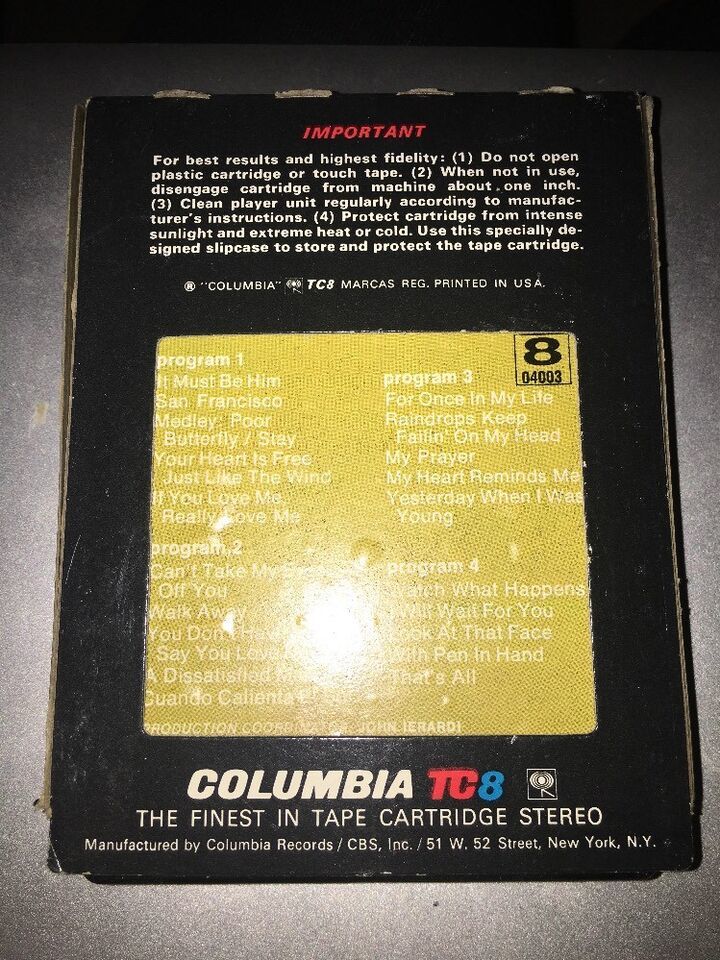 IMPORTANT
For best results and highest fidelity: (1) Do not open
plastic cartridge or touch tape. (2) When not in use,
disengage cartridge from machine about one inch.
(3) Clean player unit regularly according to manufac-
turer's instructions. (4) Protect cartridge from intense
sunlight and extreme heat or cold. Use this specially de-
signed slipcase to store and protect the tape cartridge.
® "COLUMBIA" TC8 MARCAS REG. PRINTED IN U.S.A.
8
04003
program 1
It Must Be Him
San Francisco
Medley: Poor
Butterfly / Stay
Your Heart Is Free
Just Like The Wind
If You Love Me,
Really Love Me
program 2
Can't Take My
Off You
Walk Away
You Don't Have
Say You Love
A Dissatisfied
Cuando Calienta
PRODUCTION COORDINATOR JOHN IERARDI
program 3
For Once In My Life
Raindrops Keep
Fallin' On My Head
My Prayer
My Heart Reminds Me
Yesterday When I Was
Young
program 4
Watch What Happens
I Will Wait For You
Look At That Face
With Pen In Hand
That's All
COLUMBIA TC8
THE FINEST IN TAPE CARTRIDGE STEREO
Manufactured by Columbia Records / CBS, Inc. / 51 W. 52 Street, New York, N.Y.